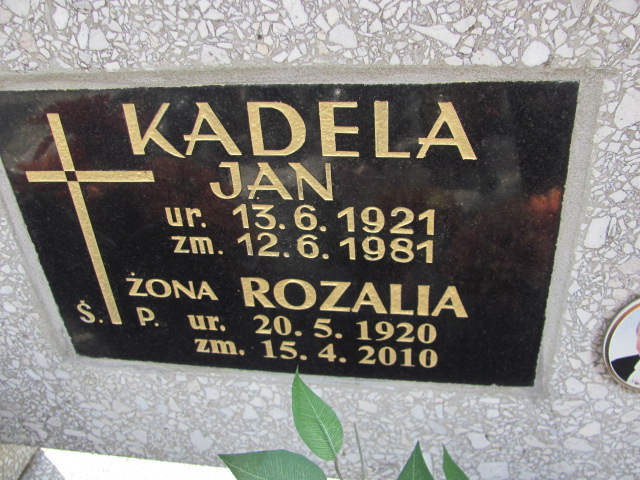 KADELA
JAN
ur. 13.6.1921
zm. 12.6.1981
ŻONA ROZALIA
Ś. P. ur. 20.5.1920
zm. 15.4.2010